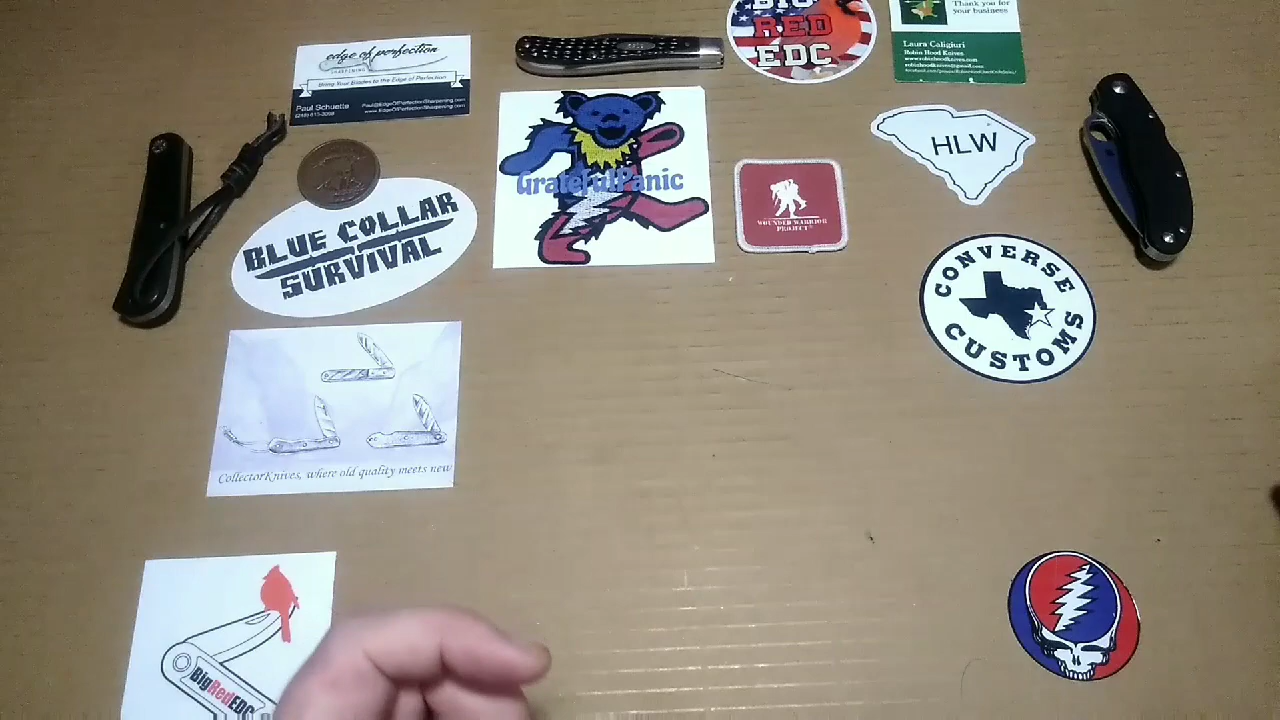 edge of perfection
SHARPENING
Bring Your Blades to the Edge of Perfection
Paul Schuette
BIG
RED
EDC
Thank you for
your business
Laura Caligiuri
Robin Hood Knives
BLUE COLLAR
SURVIVAL
GratefulPanic
WOUNDED WARRIOR
PROJECT
HLW
CONVERSE
CUSTOMS
CollectorKnives, where old quality meets new
BigRedEDC